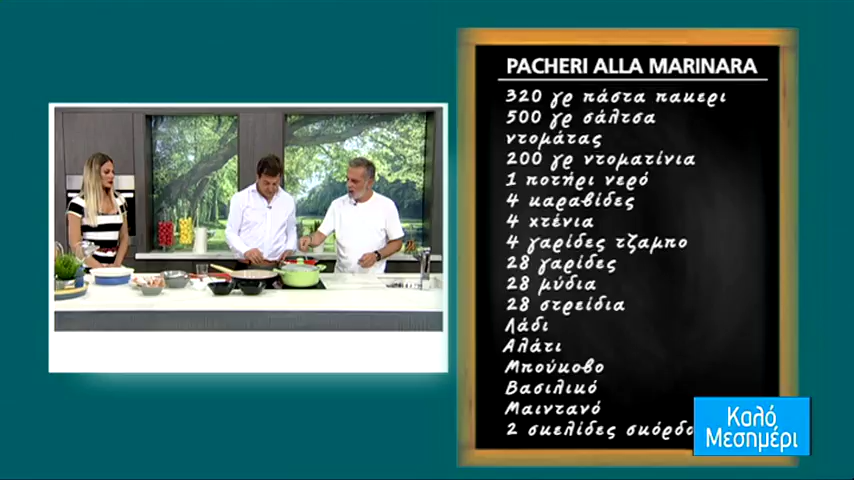 PACHERI ALLA MARINARA
320 γρ πάστα πακερι
500 γρ σάλτσα
ντομάτας
200 γρ ντοματίνια
1 ποτήρι νερό
4 καραβίδες
4 χτένια
4 γαρίδες τζαμπο
28 γαρίδες
28 μύδια
28 στρείδια
Λάδι
Αλάτι
Μπούκοβο
Βασιλικό
Μαιντανό
2 σκελίδες σκόρδο
Καλό
Μεσημέρι